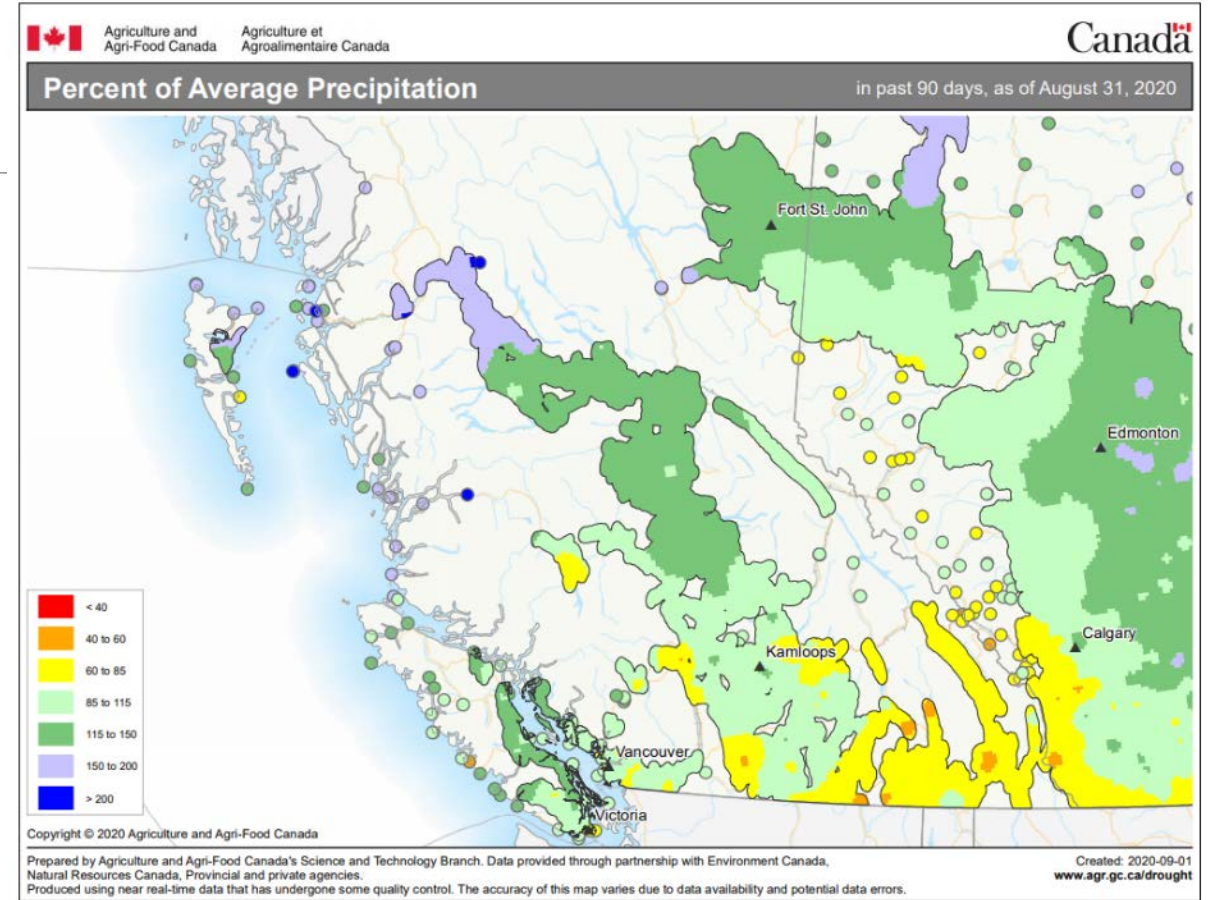 Agriculture and
Agri-Food Canada
Agriculture et
Agroalimentaire Canada
Canada
Percent of Average Precipitation
in past 90 days, as of August 31, 2020
Fort St. John
Edmonton
Calgary
Kamloops
Vancouver
Victoria
< 40
40 to 60
60 to 85
85 to 115
115 to 150
150 to 200
> 200
Copyright © 2020 Agriculture and Agri-Food Canada
Prepared by Agriculture and Agri-Food Canada's Science and Technology Branch. Data provided through partnership with Environment Canada,
Natural Resources Canada, Provincial and private agencies.
Produced using near real-time data that has undergone some quality control. The accuracy of this map varies due to data availability and potential data errors.
Created: 2020-09-01
www.agr.gc.ca/drought